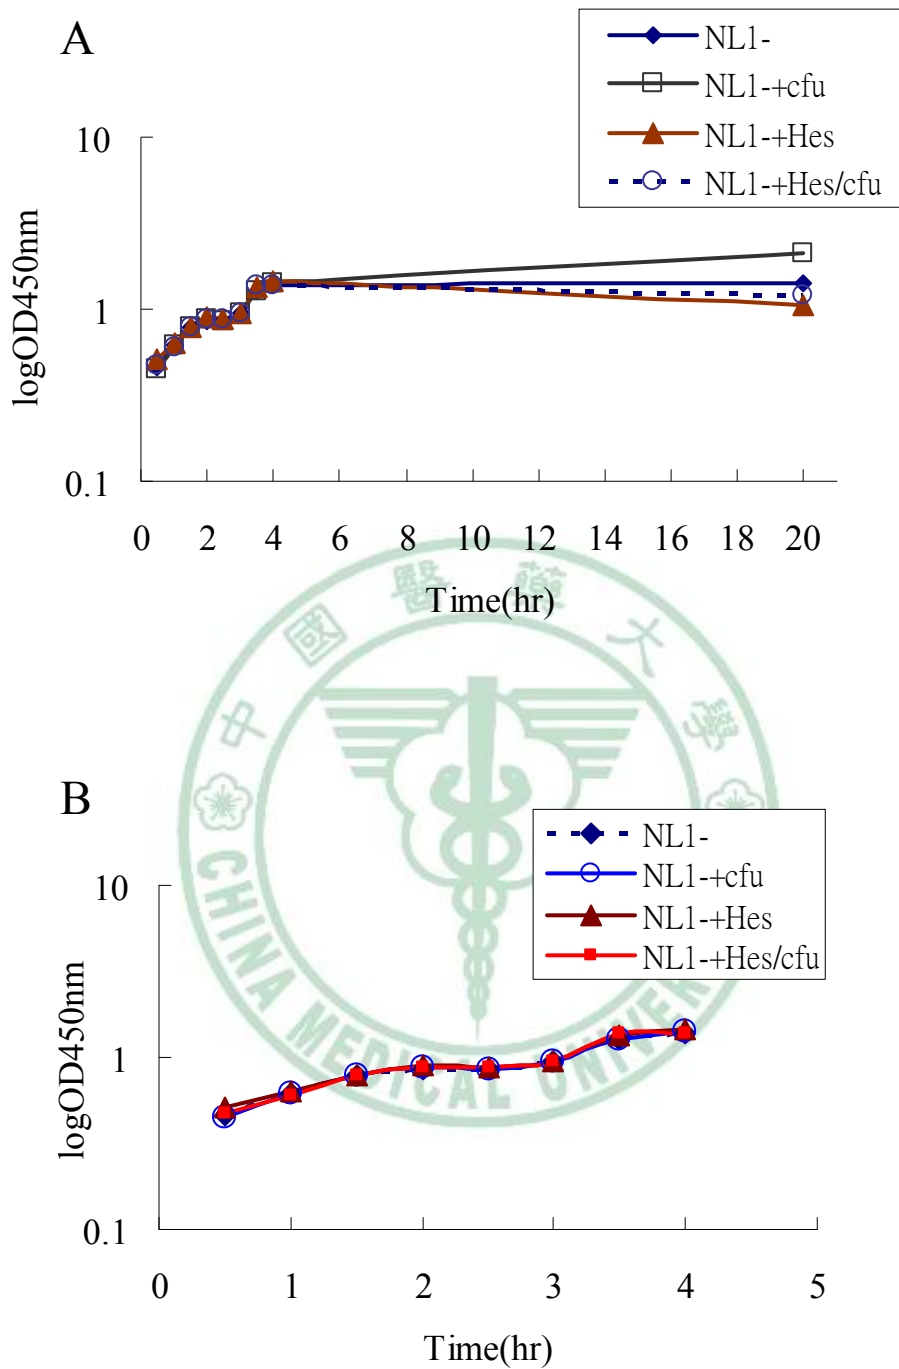 A
NL1-
NL1-+cfu
NL1-+Hes
NL1-+Hes/cfu
10
1
0.1
logOD450nm
0 2 4 6 8 10 12 14 16 18 20
Time(hr)
中國醫藥大學
CHINA MEDICAL UNIVER
B
NL1-
NL1-+cfu
NL1-+Hes
NL1-+Hes/cfu
10
1
0.1
logOD450nm
0 1 2 3 4 5
Time(hr)